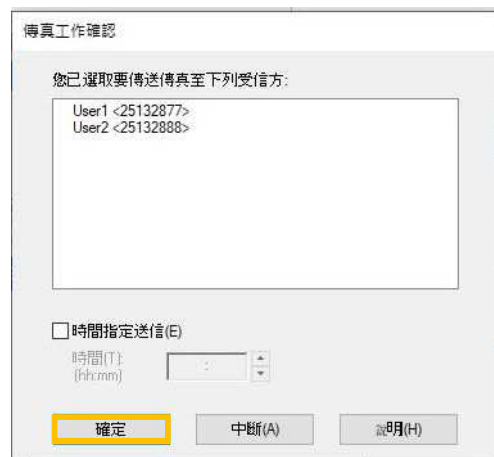 傳真工作確認
您已選取要傳送傳真至下列受信方:
User1 <25132877>
User2 <25132888>
時間指定送信(E)
時間(T):
(hh:mm)
:
確定
中斷(A)
說明(H)